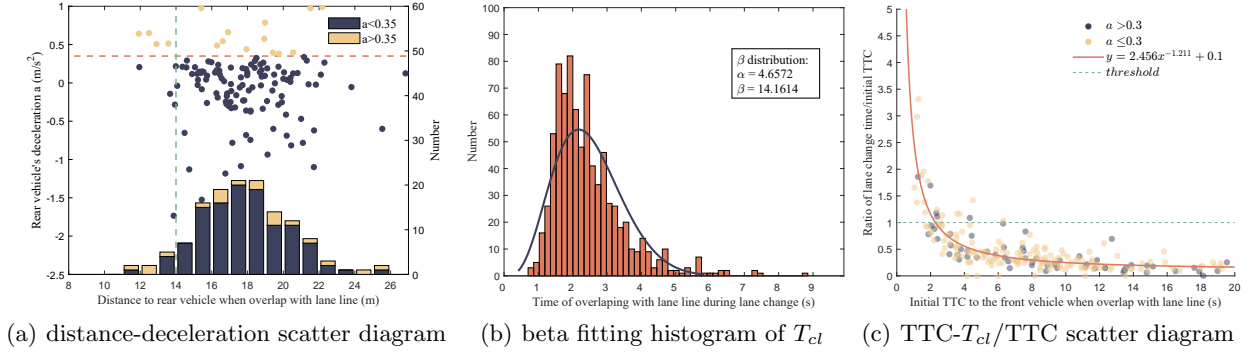 1
0.5
0
-0.5
-1
-1.5
-2
-2.5
Rear vehicle's deceleration a (m/s²)
60
50
40
30
20
10
0
Number
a<0.35
a>0.35
8 10 12 14 16 18 20 22 24 26
Distance to rear vehicle when overlap with lane line (m)
(a) distance-deceleration scatter diagram
100
90
80
70
60
50
40
30
20
10
0
Number
β distribution:
α = 4.6572
β = 14.1614
0 1 2 3 4 5 6 7 8 9
Time of overlaping with lane line during lane change (s)
(b) beta fitting histogram of T_cl
5
4.5
4
3.5
3
2.5
2
1.5
1
0.5
0
Ratio of lane change time/initial TTC
a >0.3
a ≤0.3
y = 2.456x^-1.211 + 0.1
threshold
0 2 4 6 8 10 12 14 16 18 20
Initial TTC to the front vehicle when overlap with lane line (s)
(c) TTC-T_cl/TTC scatter diagram